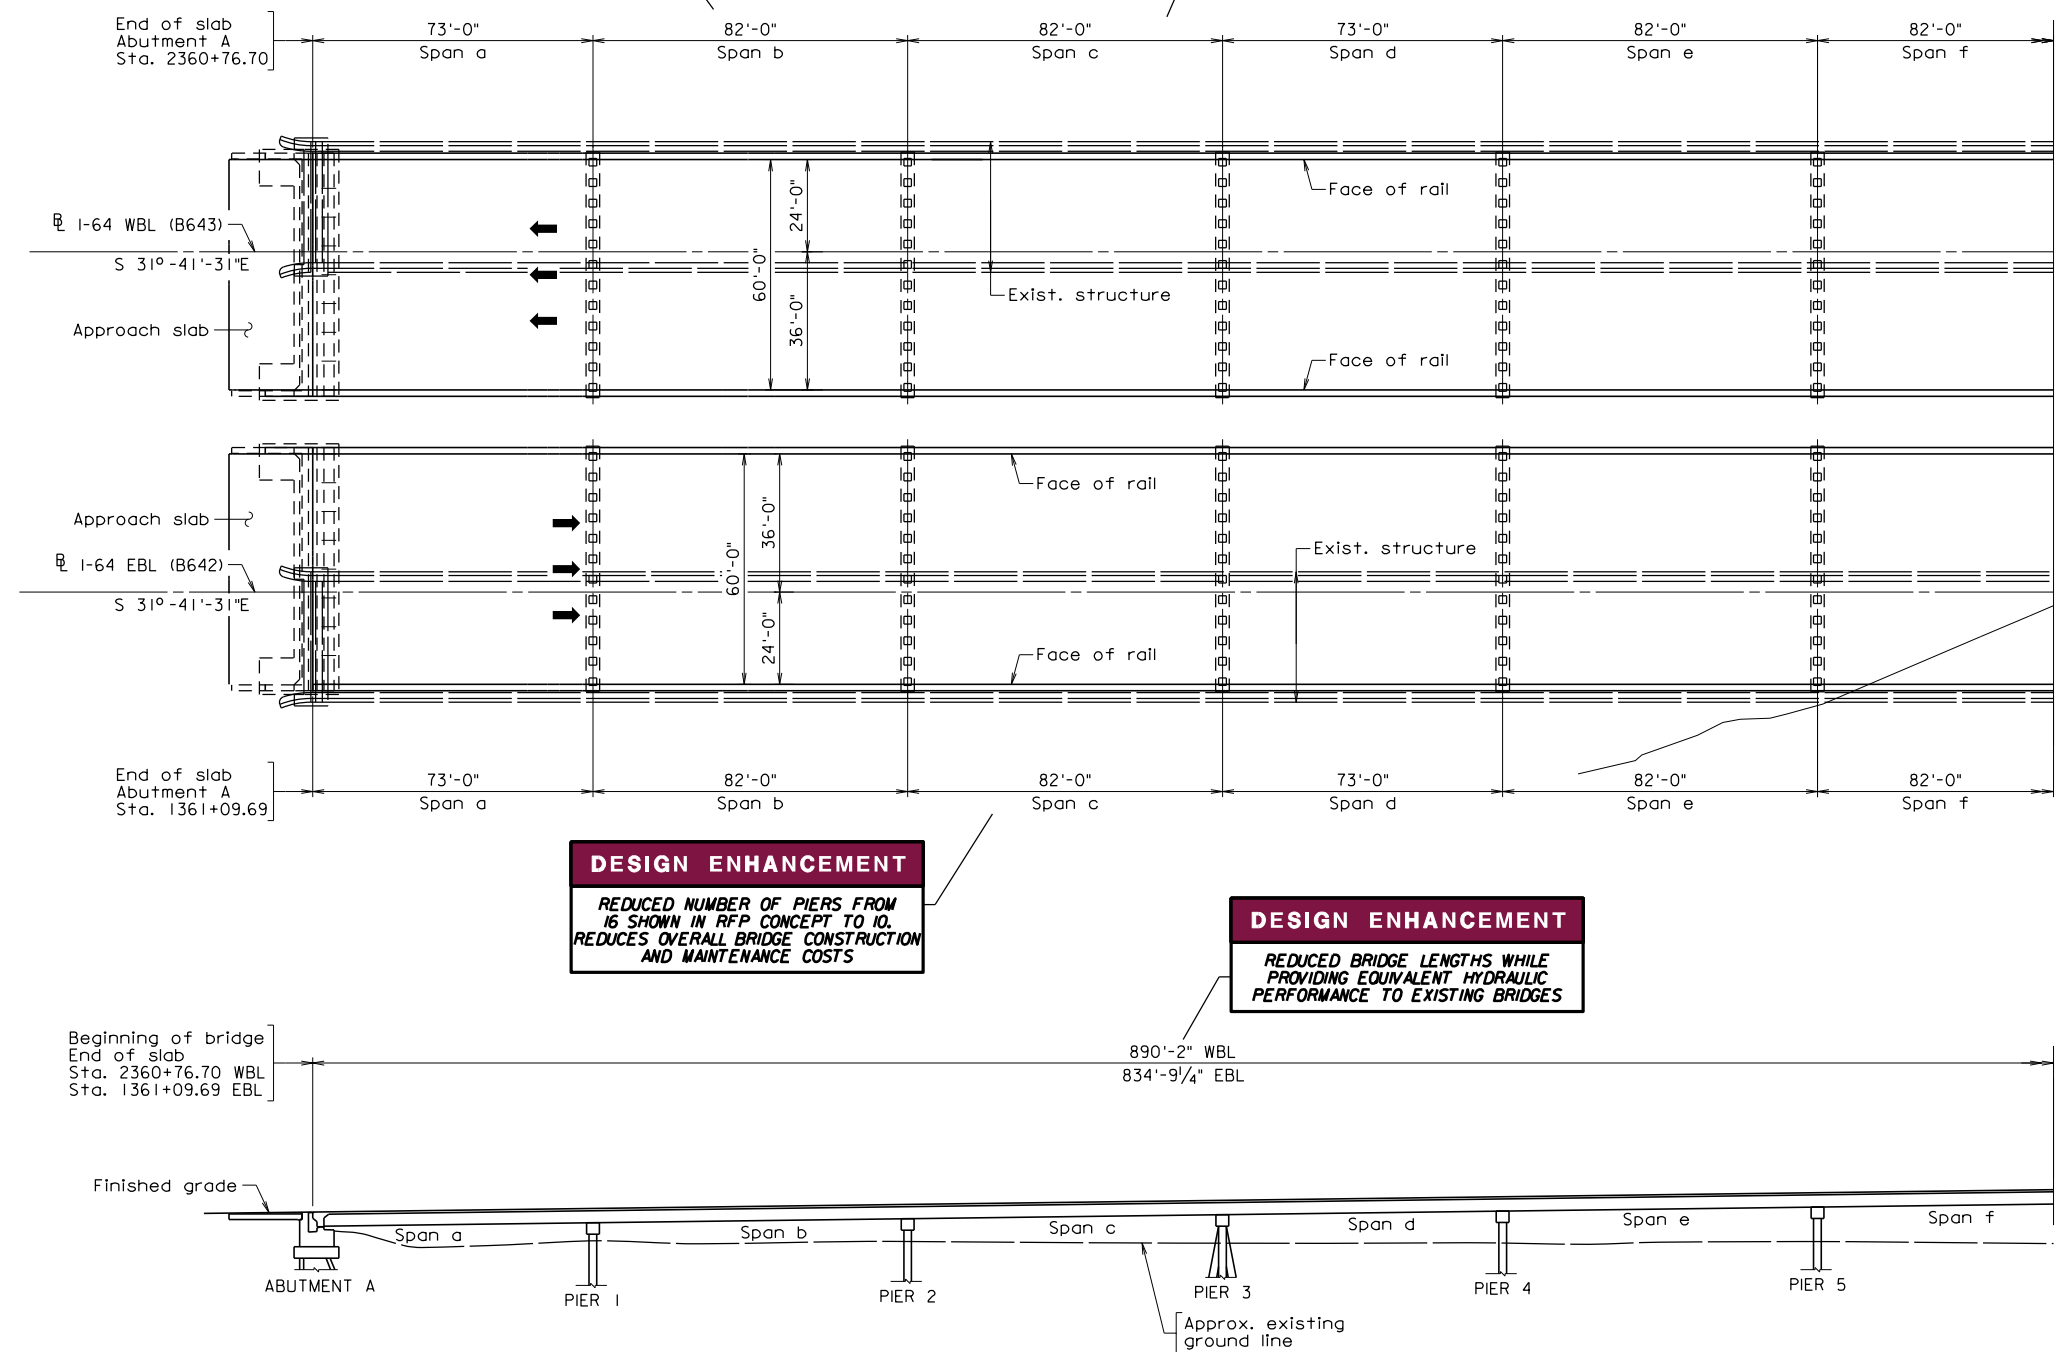 End of slab
Abutment A
Sta. 2360+76.70
73'-0"
Span a
82'-0"
Span b
82'-0"
Span c
73'-0"
Span d
82'-0"
Span e
82'-0"
Span f
Face of rail
24'-0"
60'-0"
36'-0"
℄ I-64 WBL (B643)
S 31°-41'-31"E
Exist. structure
Approach slab
Face of rail
Face of rail
Approach slab
36'-0"
60'-0"
24'-0"
Exist. structure
℄ I-64 EBL (B642)
S 31°-41'-31"E
Face of rail
End of slab
Abutment A
Sta. 1361+09.69
73'-0"
Span a
82'-0"
Span b
82'-0"
Span c
73'-0"
Span d
82'-0"
Span e
82'-0"
Span f
DESIGN ENHANCEMENT
REDUCED NUMBER OF PIERS FROM
16 SHOWN IN RFP CONCEPT TO 10.
REDUCES OVERALL BRIDGE CONSTRUCTION
AND MAINTENANCE COSTS
DESIGN ENHANCEMENT
REDUCED BRIDGE LENGTHS WHILE
PROVIDING EQUIVALENT HYDRAULIC
PERFORMANCE TO EXISTING BRIDGES
Beginning of bridge
End of slab
Sta. 2360+76.70 WBL
Sta. 1361+09.69 EBL
890'-2" WBL
834'-9¼" EBL
Finished grade
Span a
Span b
Span c
Span d
Span e
Span f
ABUTMENT A
PIER 1
PIER 2
PIER 3
PIER 4
PIER 5
Approx. existing
ground line